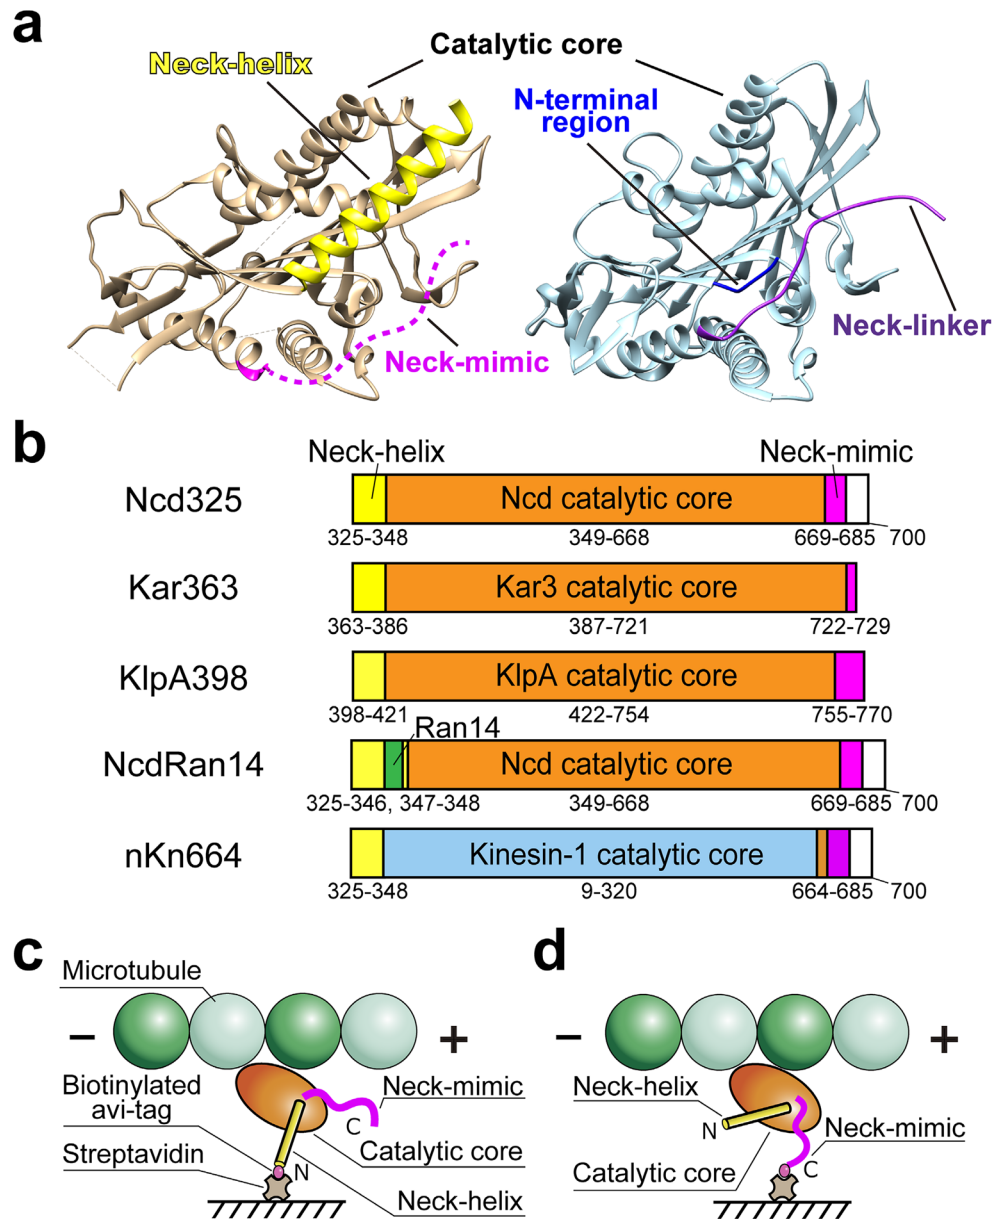 a
Catalytic core
Neck-helix
N-terminal
region
Neck-mimic
Neck-linker
b
Neck-helix
Neck-mimic
Ncd325
Ncd catalytic core
325-348
349-668
669-685
700
Kar363
Kar3 catalytic core
363-386
387-721
722-729
KlpA398
KlpA catalytic core
398-421
422-754
755-770
Ran14
NcdRan14
Ncd catalytic core
325-346, 347-348
349-668
669-685
700
nKn664
Kinesin-1 catalytic core
325-348
9-320
664-685
700
c
Microtubule
−
+
Biotinylated
avi-tag
Neck-mimic
C
Streptavidin
Catalytic core
N
Neck-helix
d
−
+
Neck-helix
N
Neck-mimic
C
Catalytic core